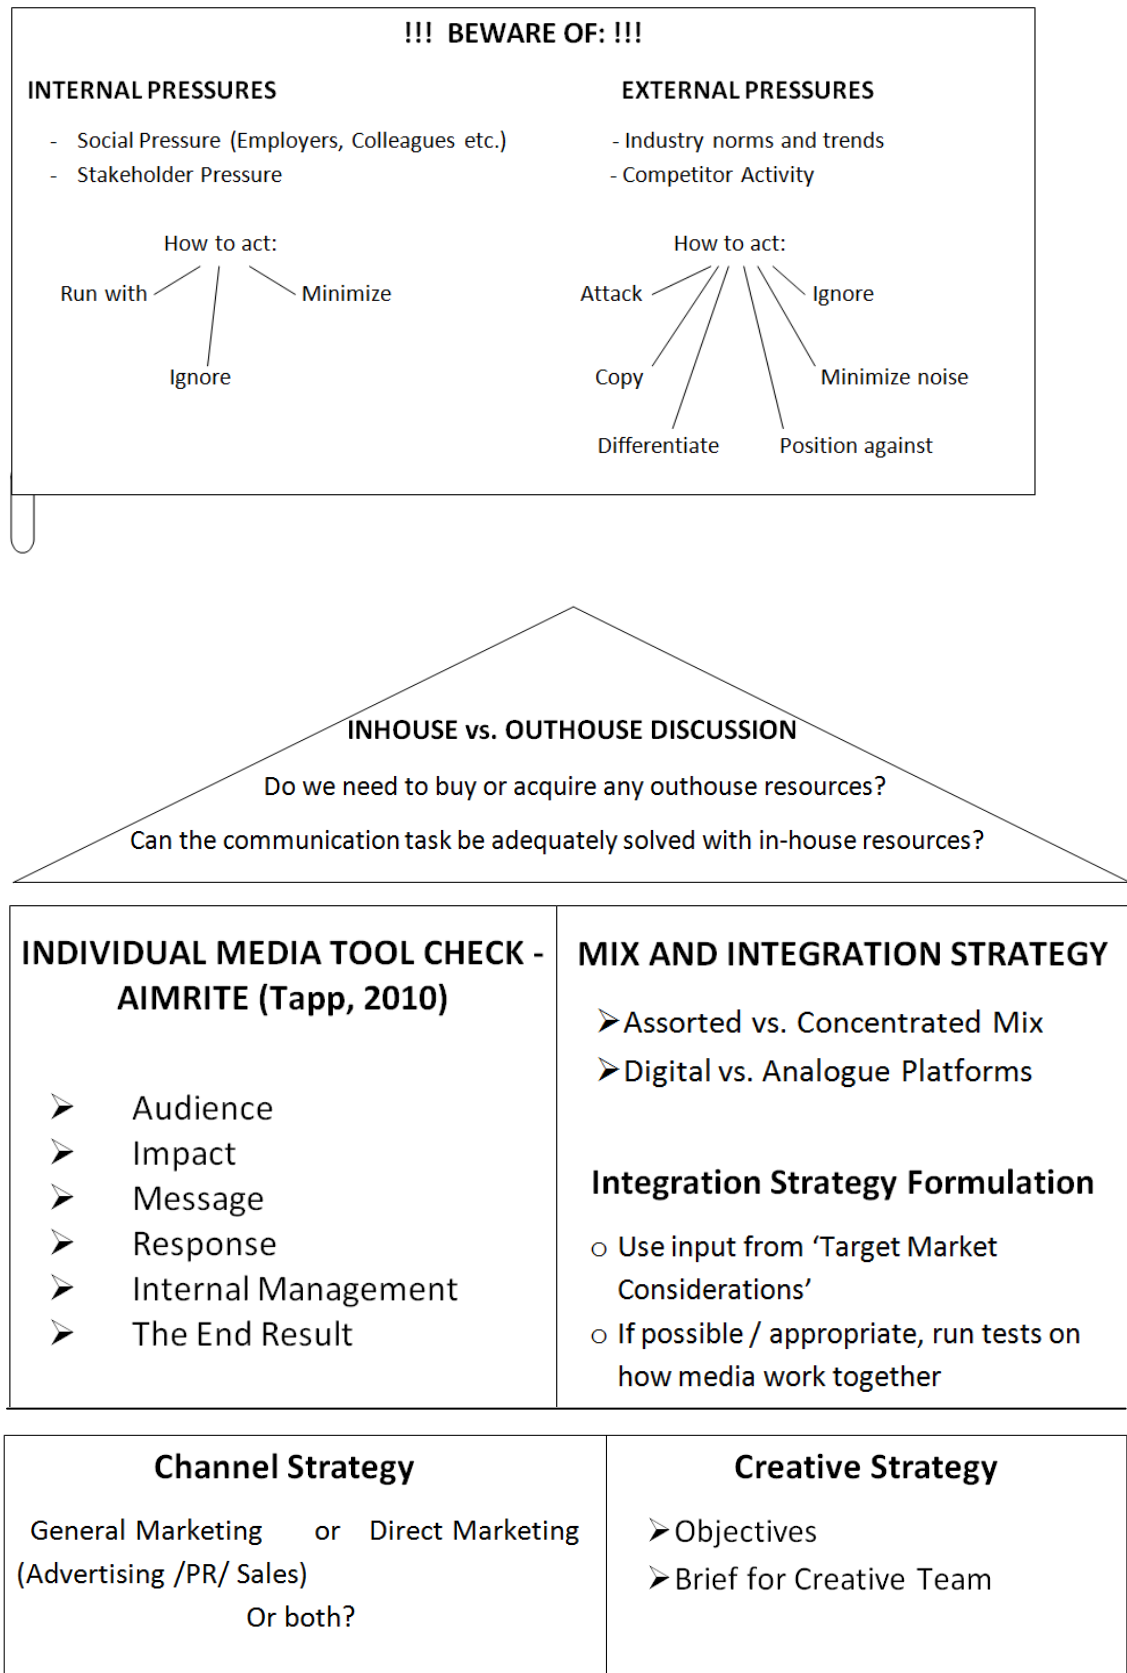 !!! BEWARE OF: !!!
INTERNAL PRESSURES
- Social Pressure (Employers, Colleagues etc.)
- Stakeholder Pressure
How to act:
Run with
Minimize
Ignore
EXTERNAL PRESSURES
- Industry norms and trends
- Competitor Activity
How to act:
Attack
Ignore
Copy
Minimize noise
Differentiate
Position against
INHOUSE vs. OUTHOUSE DISCUSSION
Do we need to buy or acquire any outhouse resources?
Can the communication task be adequately solved with in-house resources?
INDIVIDUAL MEDIA TOOL CHECK -
AIMRITE (Tapp, 2010)
➢ Audience
➢ Impact
➢ Message
➢ Response
➢ Internal Management
➢ The End Result
MIX AND INTEGRATION STRATEGY
➢ Assorted vs. Concentrated Mix
➢ Digital vs. Analogue Platforms
Integration Strategy Formulation
o Use input from ‘Target Market
Considerations’
o If possible / appropriate, run tests on
how media work together
Channel Strategy
General Marketing or Direct Marketing
(Advertising /PR/ Sales)
Or both?
Creative Strategy
➢ Objectives
➢ Brief for Creative Team